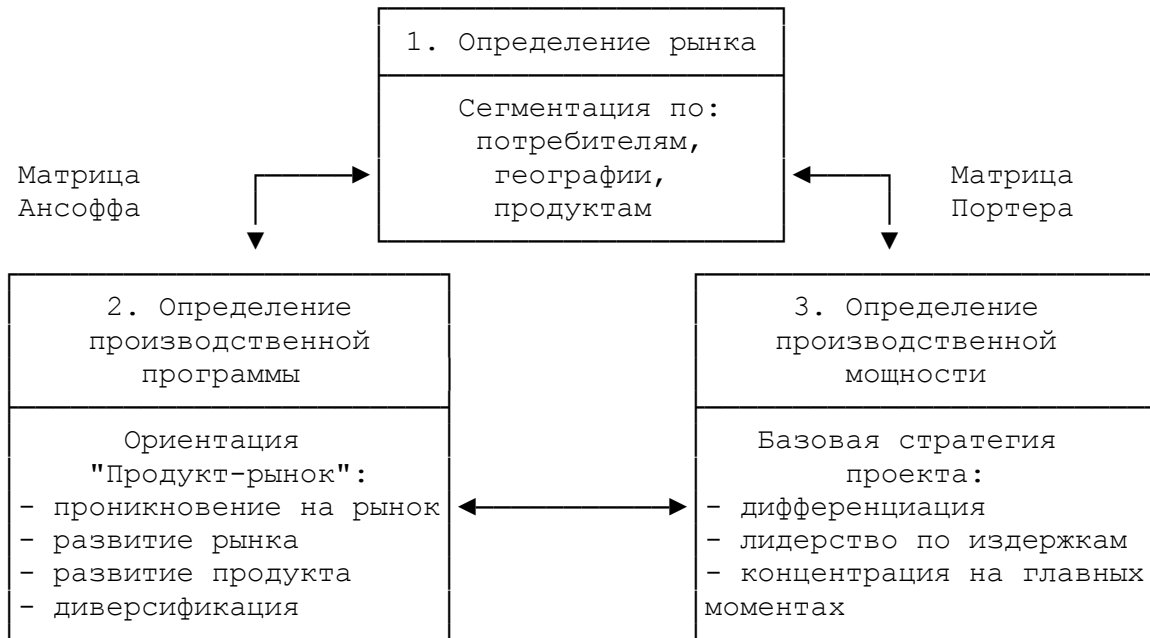 1. Определение рынка
Сегментация по:
потребителям,
географии,
продуктам
Матрица
Ансоффа
Матрица
Портера
2. Определение
производственной
программы
Ориентация
"Продукт-рынок":
- проникновение на рынок
- развитие рынка
- развитие продукта
- диверсификация
3. Определение
производственной
мощности
Базовая стратегия
проекта:
- дифференциация
- лидерство по издержкам
- концентрация на главных
моментах